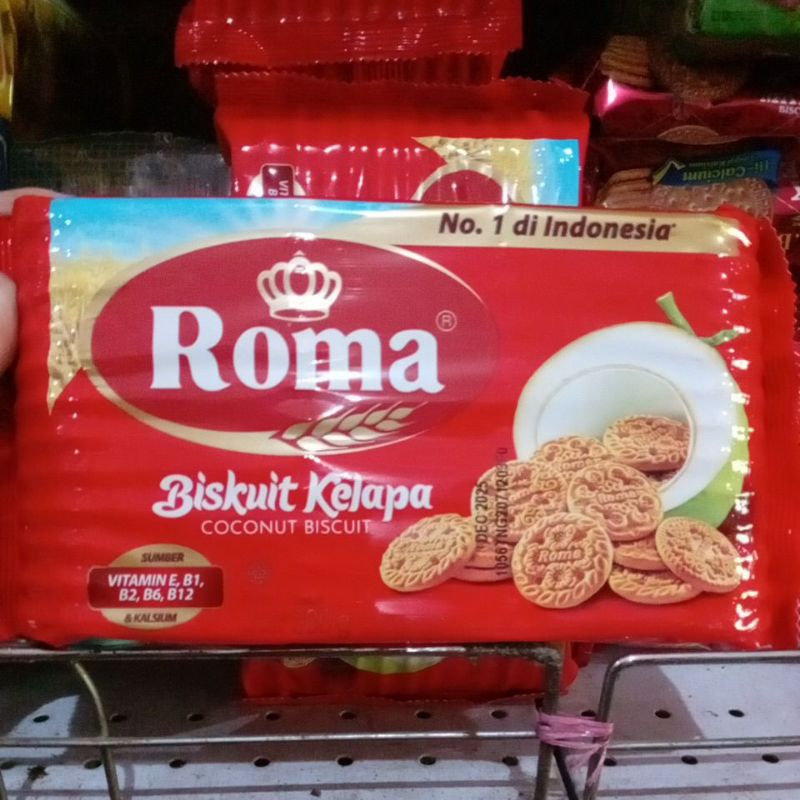 No. 1 di Indonesia*
Roma®
Biskuit Kelapa
COCONUT BISCUIT
SUMBER
VITAMIN E, B1,
B2, B6, B12
& KALSIUM
Roma
Roma
Hi-Calcium